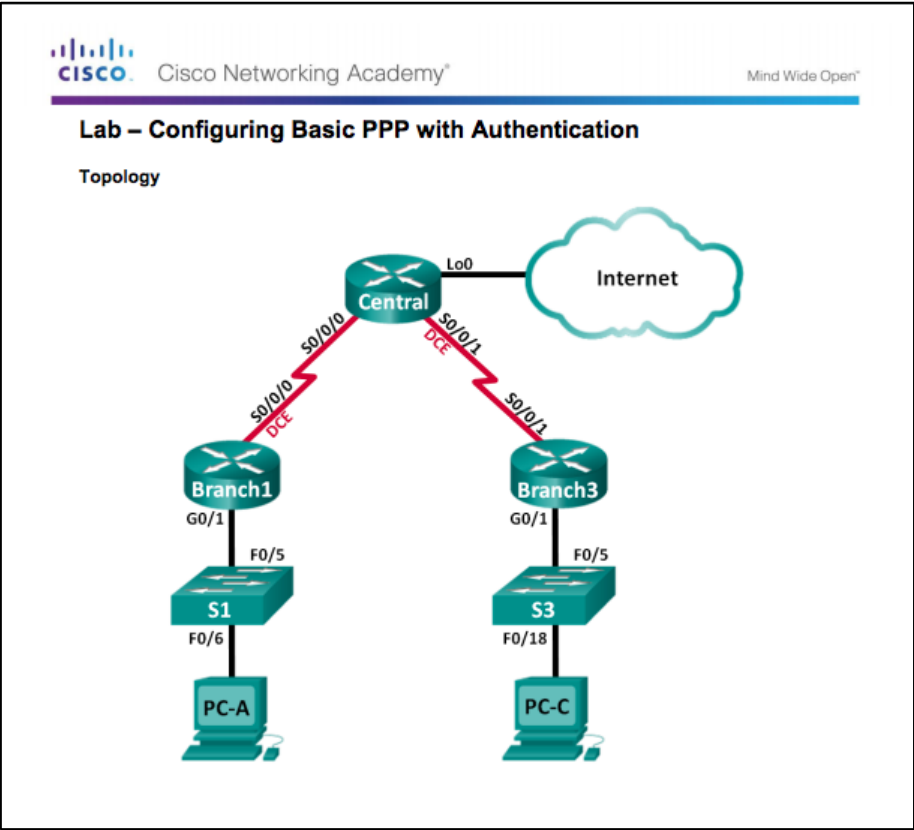 CISCO. Cisco Networking Academy® Mind Wide Open™
Lab – Configuring Basic PPP with Authentication
Topology
Lo0
Internet
Central
S0/0/0
S0/0/1
DCE
S0/0/0
DCE
S0/0/1
Branch1
Branch3
G0/1
G0/1
F0/5
F0/5
S1
S3
F0/6
F0/18
PC-A
PC-C